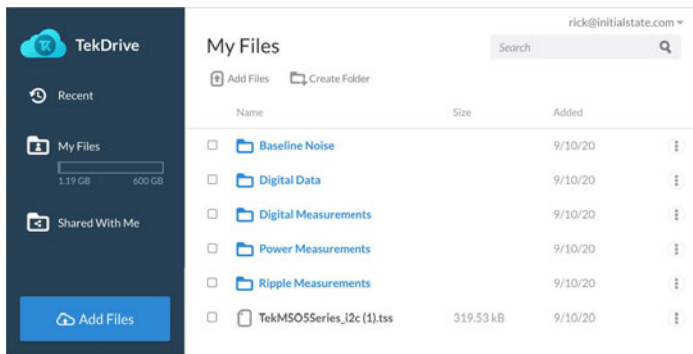 rick@initialstate.com
TekDrive
My Files
Search
Add Files Create Folder
Recent
Name Size Added
My Files
1.19 GB 600 GB
Shared With Me
Add Files
Baseline Noise 9/10/20
Digital Data 9/10/20
Digital Measurements 9/10/20
Power Measurements 9/10/20
Ripple Measurements 9/10/20
TekMSO5Series_i2c (1).tss 319.53 kB 9/10/20